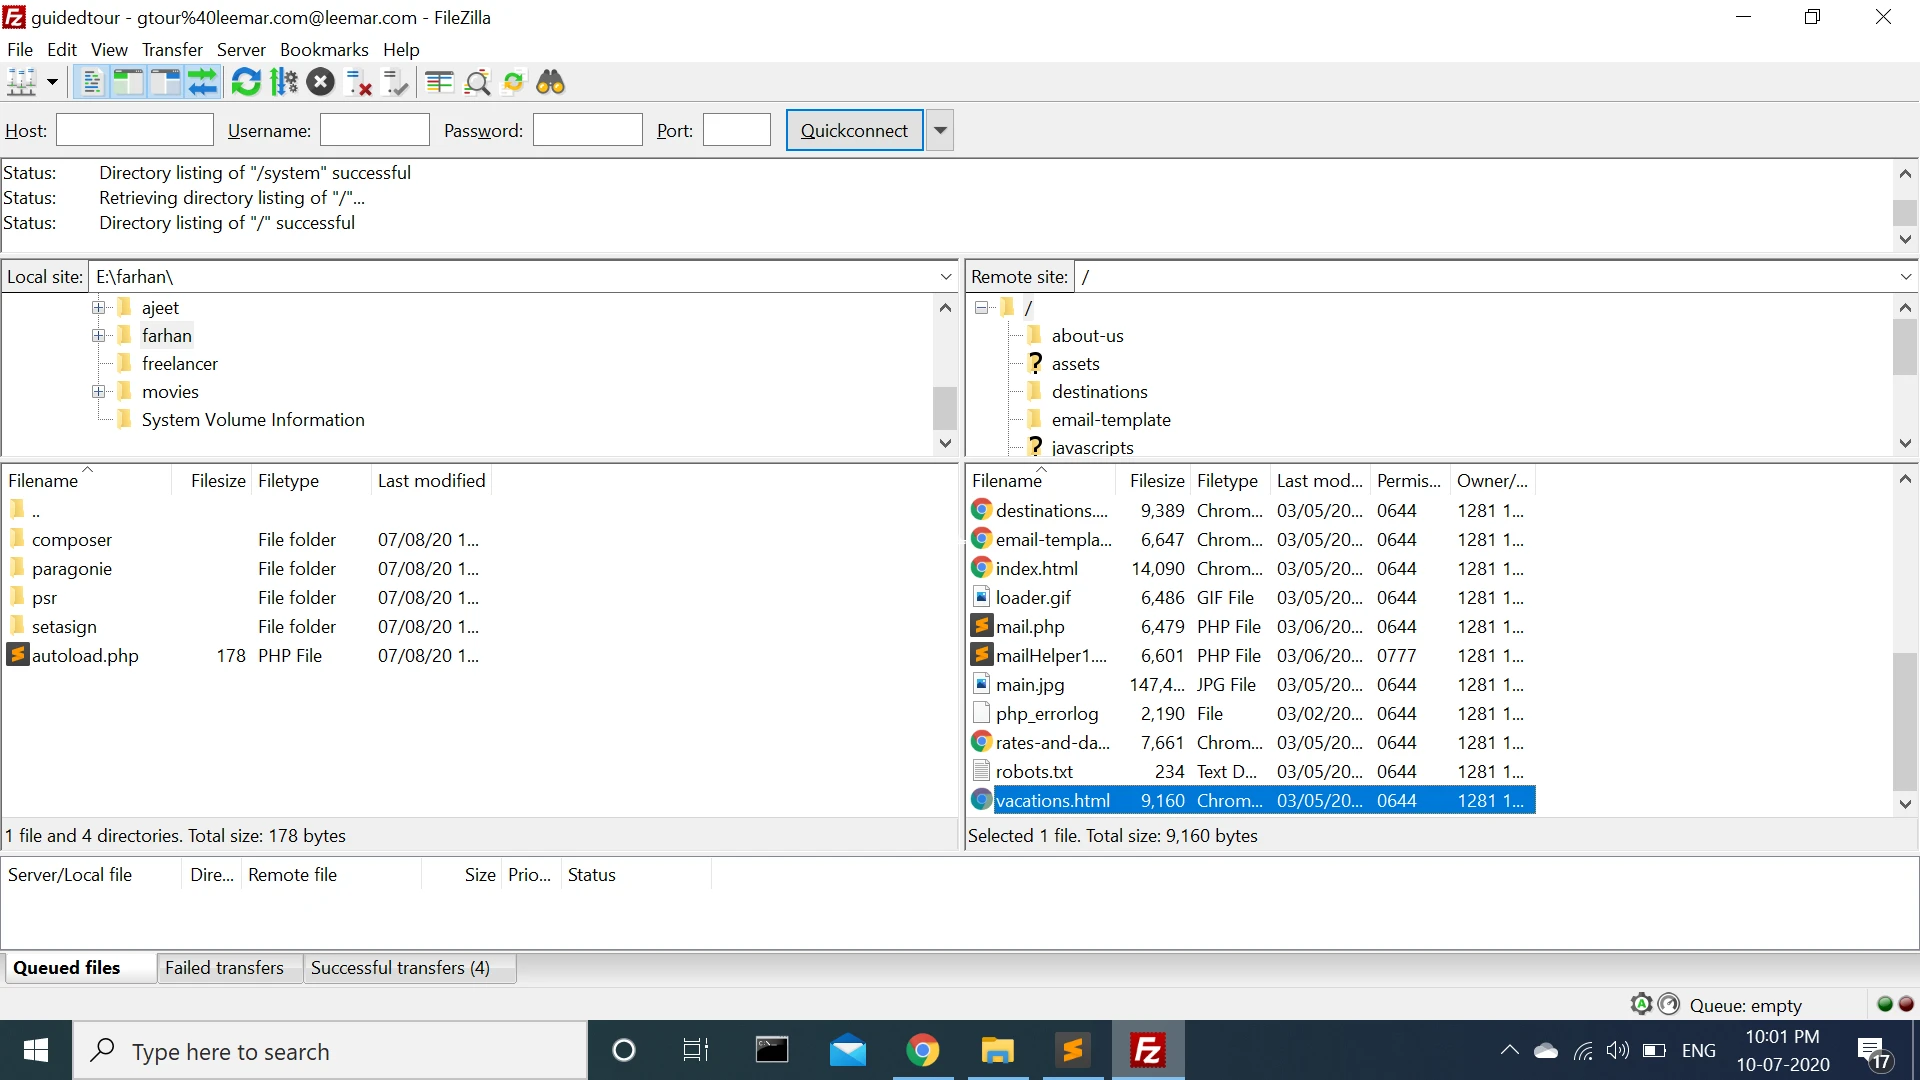 guidedtour - gtour%40leemar.com@leemar.com - FileZilla
File Edit View Transfer Server Bookmarks Help
Host: Username: Password: Port: Quickconnect
Status: Directory listing of "/system" successful
Status: Retrieving directory listing of "/"...
Status: Directory listing of "/" successful
Local site: E:\farhan\
ajeet
farhan
freelancer
movies
System Volume Information
Remote site: /
/
about-us
assets
destinations
email-template
javascripts
Filename Filesize Filetype Last modified
..
composer File folder 07/08/20 1...
paragonie File folder 07/08/20 1...
psr File folder 07/08/20 1...
setasign File folder 07/08/20 1...
autoload.php 178 PHP File 07/08/20 1...
1 file and 4 directories. Total size: 178 bytes
Filename Filesize Filetype Last mod... Permis... Owner/...
destinations.... 9,389 Chrom... 03/05/20... 0644 1281 1...
email-templa... 6,647 Chrom... 03/05/20... 0644 1281 1...
index.html 14,090 Chrom... 03/05/20... 0644 1281 1...
loader.gif 6,486 GIF File 03/05/20... 0644 1281 1...
mail.php 6,479 PHP File 03/06/20... 0644 1281 1...
mailHelper1.... 6,601 PHP File 03/06/20... 0777 1281 1...
main.jpg 147,4... JPG File 03/05/20... 0644 1281 1...
php_errorlog 2,190 File 03/02/20... 0644 1281 1...
rates-and-da... 7,661 Chrom... 03/05/20... 0644 1281 1...
robots.txt 234 Text D... 03/05/20... 0644 1281 1...
vacations.html 9,160 Chrom... 03/05/20... 0644 1281 1...
Selected 1 file. Total size: 9,160 bytes
Server/Local file Dire... Remote file Size Prio... Status
Queued files Failed transfers Successful transfers (4)
Queue: empty
Type here to search
ENG
10:01 PM
10-07-2020
17